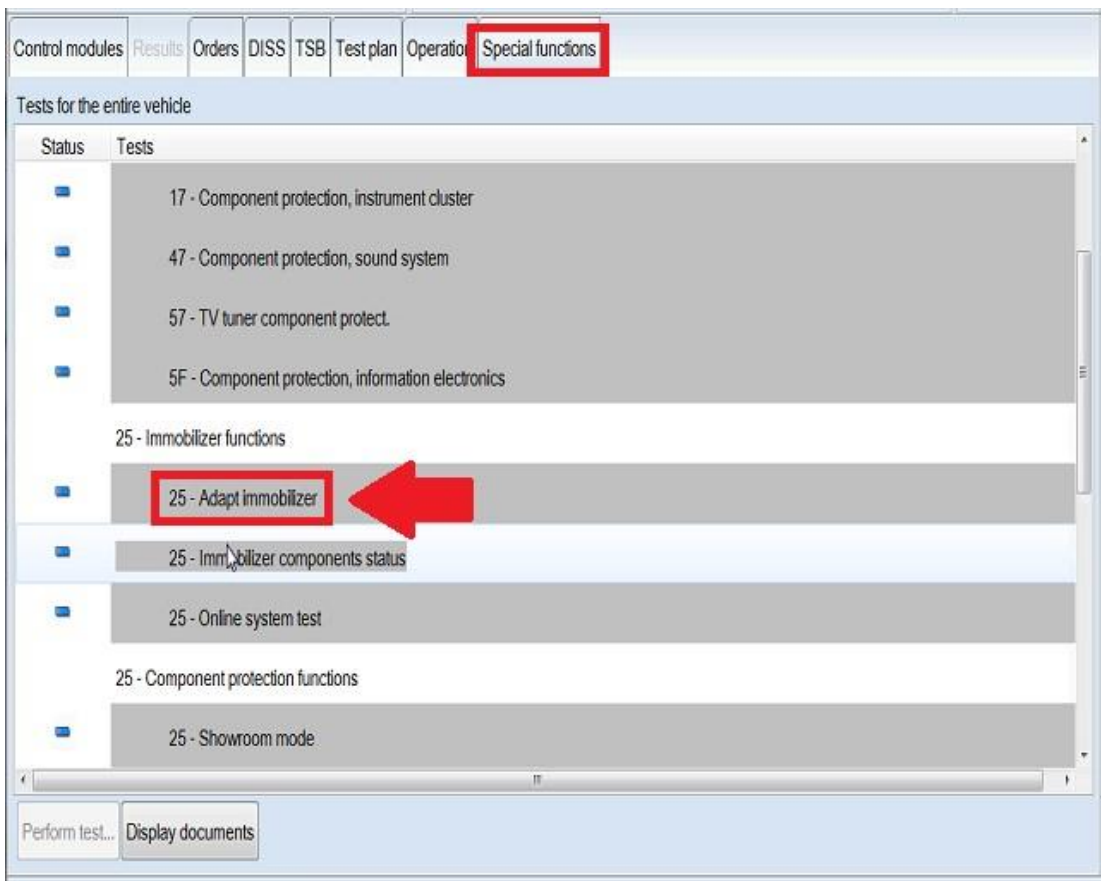 Control modules Results Orders DISS TSB Test plan Operation Special functions
Tests for the entire vehicle
Status Tests
17 - Component protection, instrument cluster
47 - Component protection, sound system
57 - TV tuner component protect.
5F - Component protection, information electronics
25 - Immobilizer functions
25 - Adapt immobilizer
25 - Immobilizer components status
25 - Online system test
25 - Component protection functions
25 - Showroom mode
Perform test... Display documents